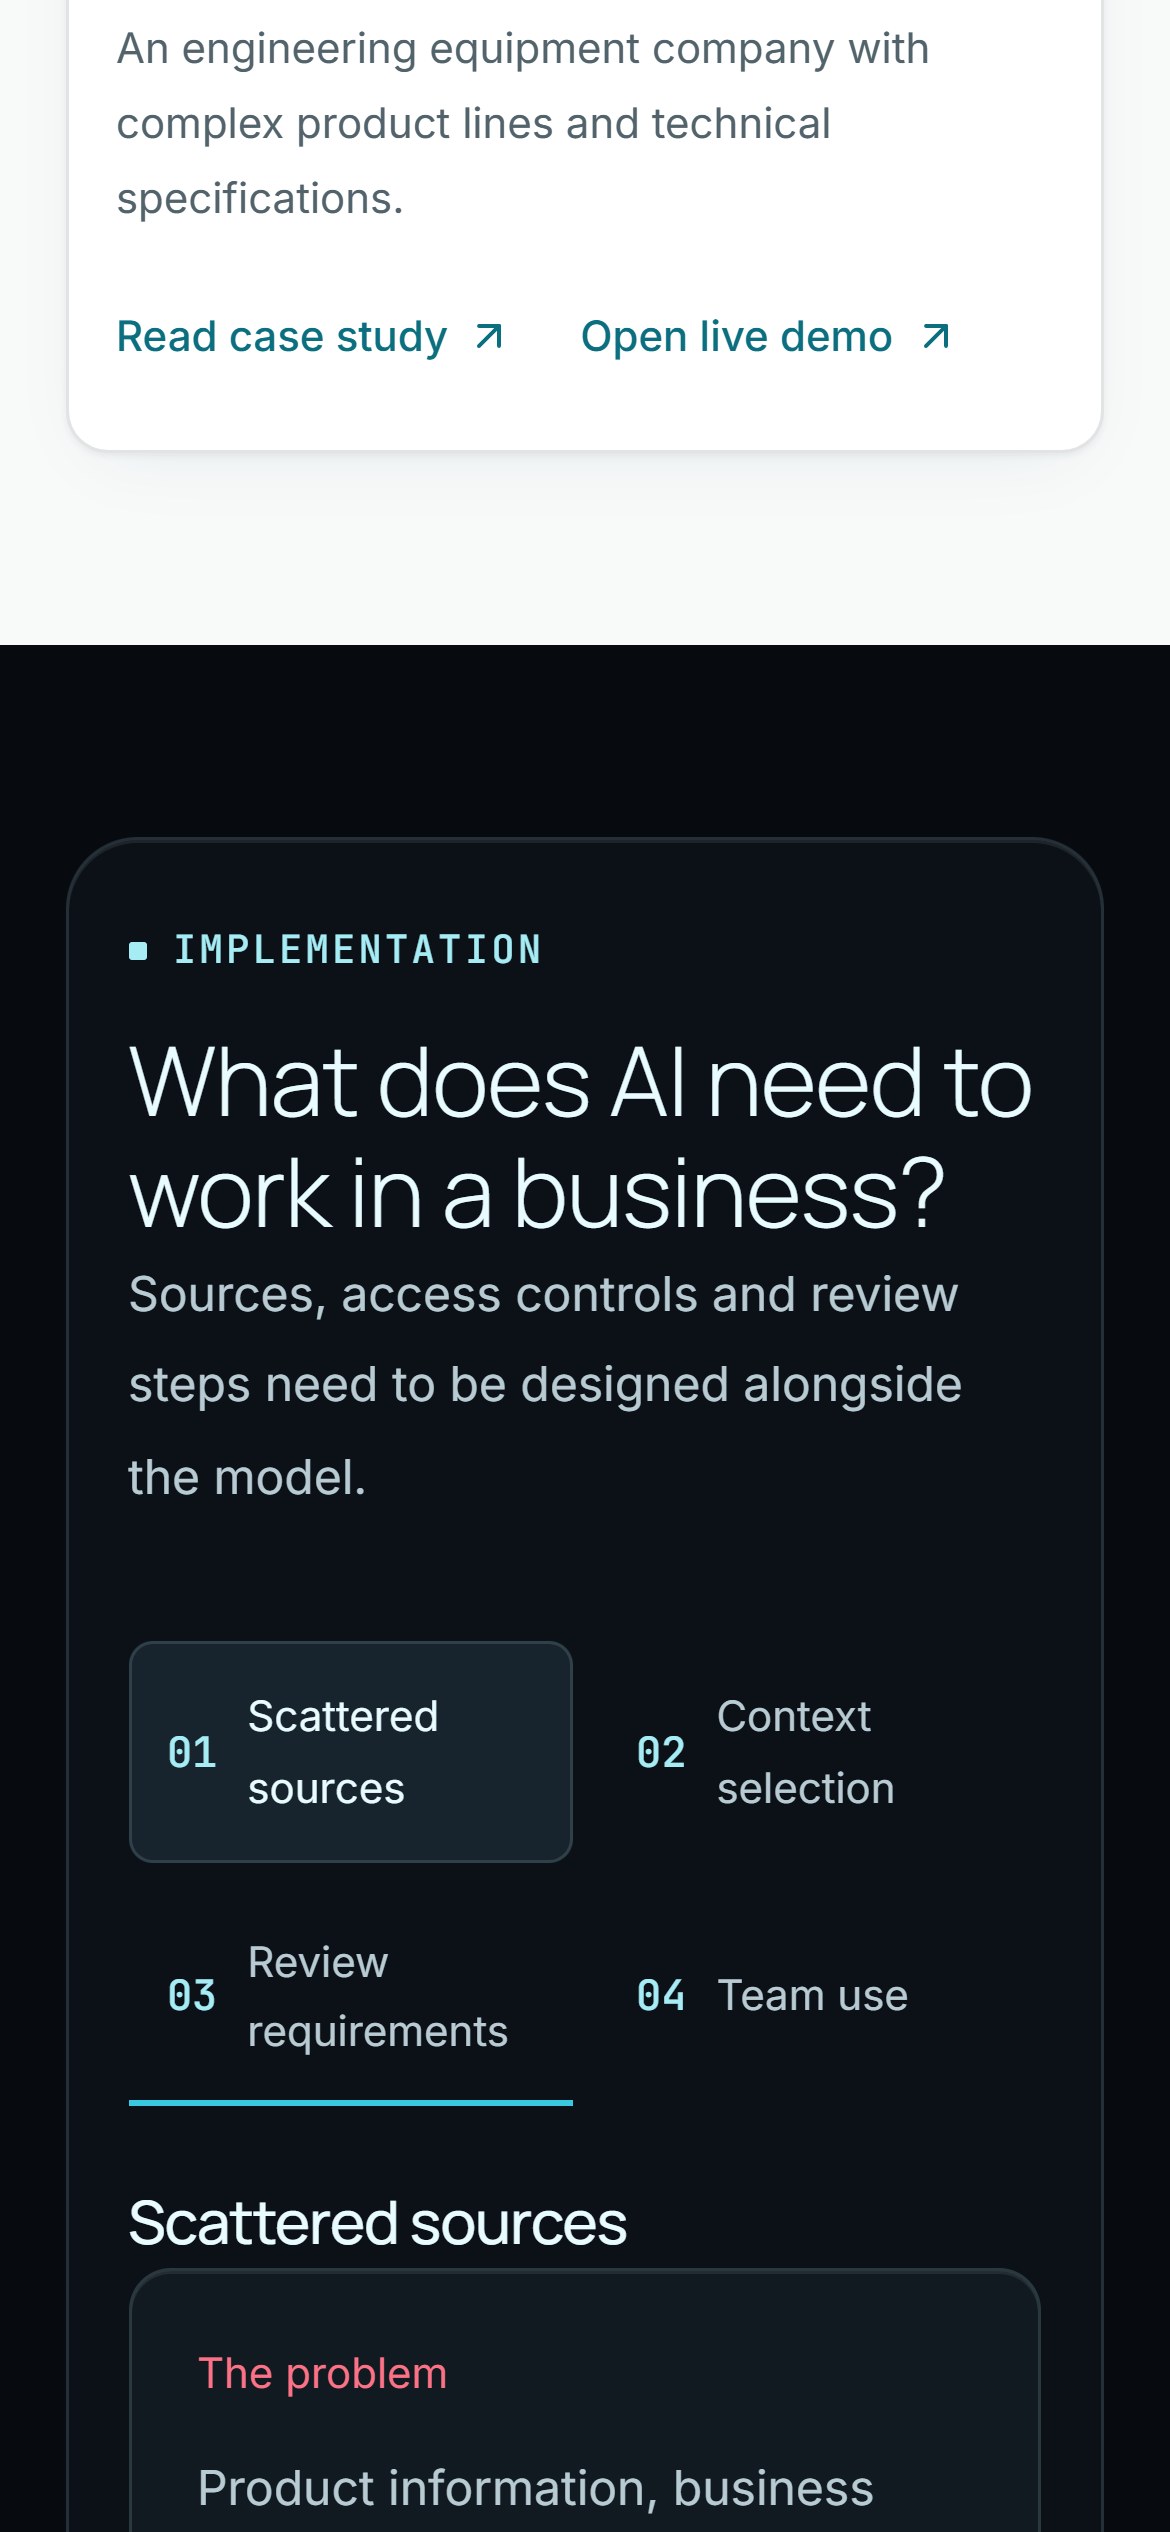 An engineering equipment company with
complex product lines and technical
specifications.
Read case study
Open live demo
IMPLEMENTATION
What does AI need to
work in a business?
Sources, access controls and review
steps need to be designed alongside
the model.
01 Scattered
sources
02 Context
selection
03 Review
requirements
04 Team use
Scattered sources
The problem
Product information, business